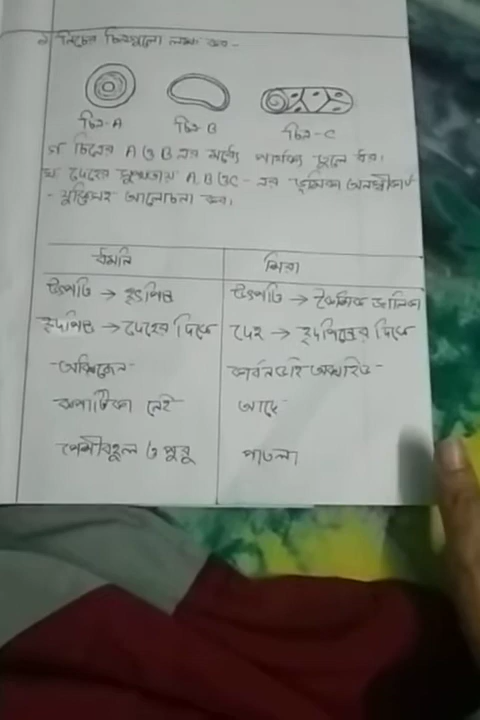 নিচের চিত্রগুলো লক্ষ্য কর -
চিত্র-A চিত্র-B চিত্র-C
গ চিত্রের A ও B এর মধ্যে পার্থক্য তুলে ধর।
ঘ দেহের সুস্থতায় A, B ও C - এর ভূমিকা অনস্বীকার্য
- যুক্তিসহ আলোচনা কর।
ধমনি শিরা
উৎপত্তি → হৃৎপিন্ড উৎপত্তি → কৈশিক জালিকা
হৃদপিন্ড → দেহের দিকে দেহ → হৃদপিন্ডের দিকে
অক্সিজেন কার্বনডাই অক্সাইড
কপাটিকা নেই আছে
পেশীবহুল ও পুরু পাতলা